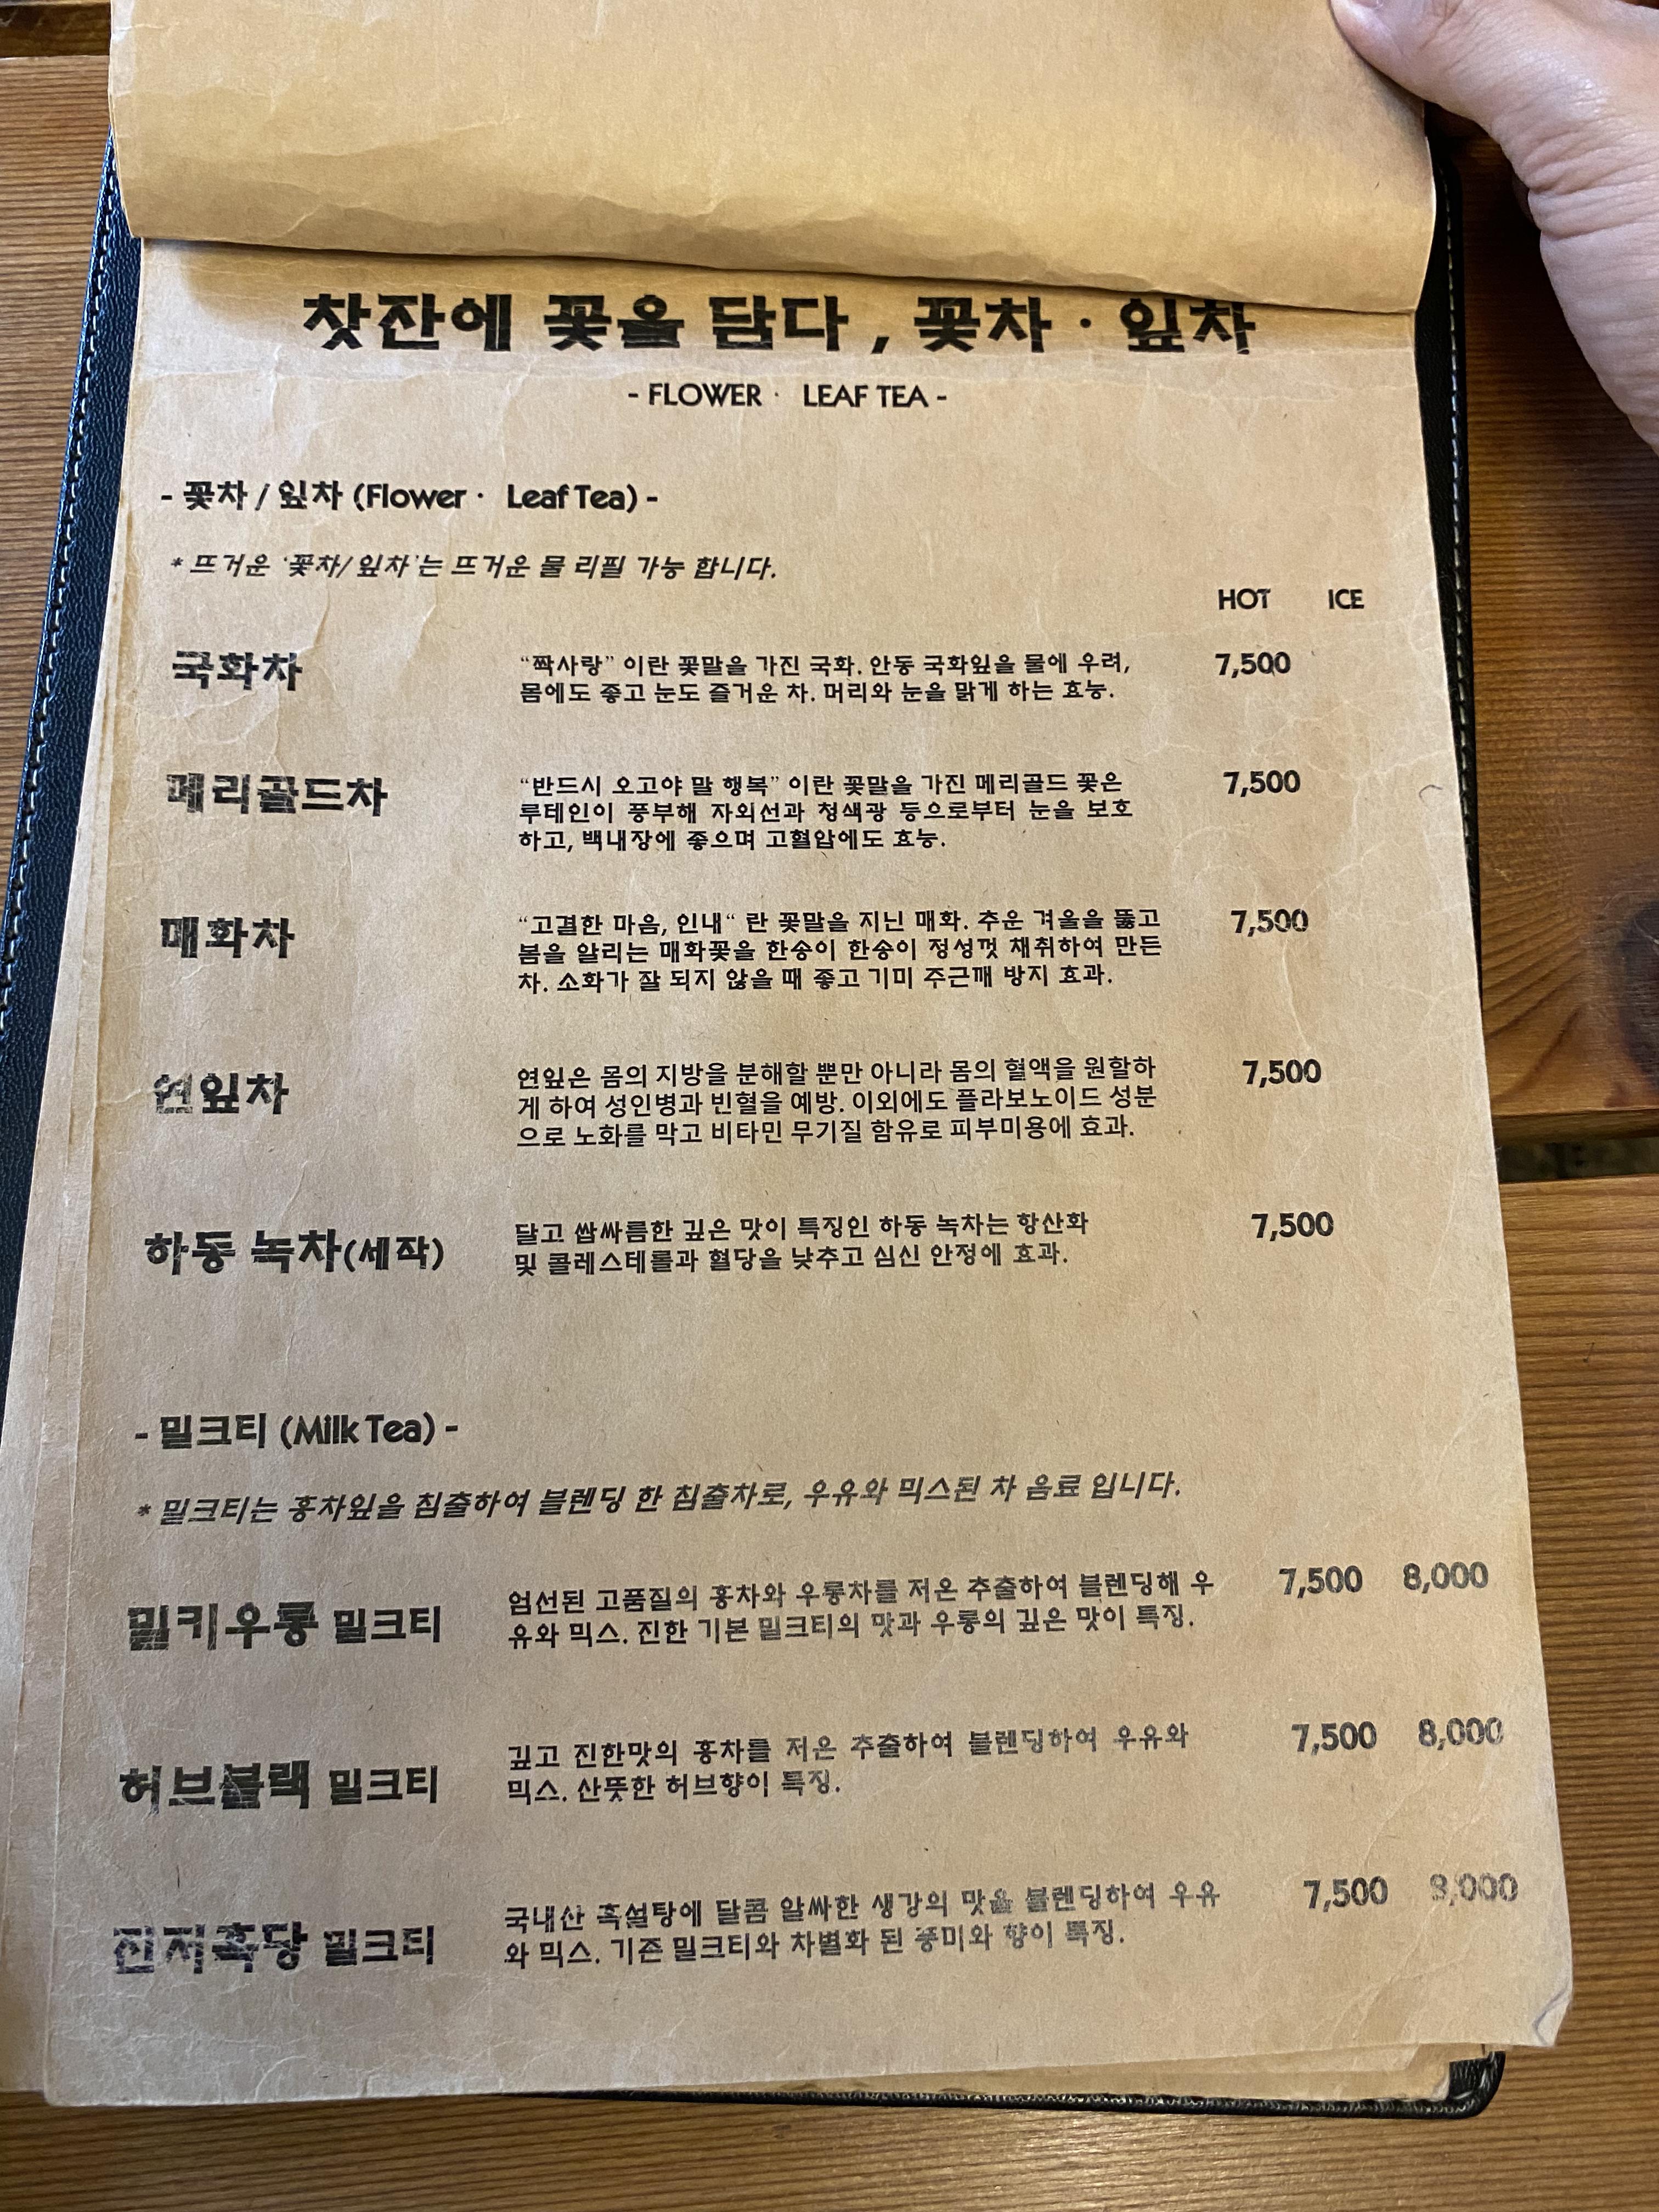 찻잔에 꽃을 담다 , 꽃차 · 잎차
- FLOWER · LEAF TEA -
- 꽃차 / 잎차 (Flower · Leaf Tea) -
* 뜨거운 '꽃차/잎차'는 뜨거운 물 리필 가능 합니다.
HOT ICE
국화차
"짝사랑" 이란 꽃말을 가진 국화. 안동 국화잎을 물에 우려,
몸에도 좋고 눈도 즐거운 차. 머리와 눈을 맑게 하는 효능.
7,500
메리골드차
"반드시 오고야 말 행복" 이란 꽃말을 가진 메리골드 꽃은
루테인이 풍부해 자외선과 청색광 등으로부터 눈을 보호
하고, 백내장에 좋으며 고혈압에도 효능.
7,500
매화차
"고결한 마음, 인내" 란 꽃말을 지닌 매화. 추운 겨울을 뚫고
봄을 알리는 매화꽃을 한송이 한송이 정성껏 채취하여 만든
차. 소화가 잘 되지 않을 때 좋고 기미 주근깨 방지 효과.
7,500
연잎차
연잎은 몸의 지방을 분해할 뿐만 아니라 몸의 혈액을 원할하
게 하여 성인병과 빈혈을 예방. 이외에도 플라보노이드 성분
으로 노화를 막고 비타민 무기질 함유로 피부미용에 효과.
7,500
하동 녹차(세작)
달고 쌉싸름한 깊은 맛이 특징인 하동 녹차는 항산화
및 콜레스테롤과 혈당을 낮추고 심신 안정에 효과.
7,500
- 밀크티 (Milk Tea) -
* 밀크티는 홍차잎을 침출하여 블렌딩 한 침출차로, 우유와 믹스된 차 음료 입니다.
밀키우롱 밀크티
엄선된 고품질의 홍차와 우롱차를 저온 추출하여 블렌딩해 우
유와 믹스. 진한 기본 밀크티의 맛과 우롱의 깊은 맛이 특징.
7,500 8,000
허브블랙 밀크티
깊고 진한맛의 홍차를 저온 추출하여 블렌딩하여 우유와
믹스. 산뜻한 허브향이 특징.
7,500 8,000
진저흑당 밀크티
국내산 흑설탕에 달콤 알싸한 생강의 맛을 블렌딩하여 우유
와 믹스. 기존 밀크티와 차별화 된 풍미와 향이 특징.
7,500 8,000